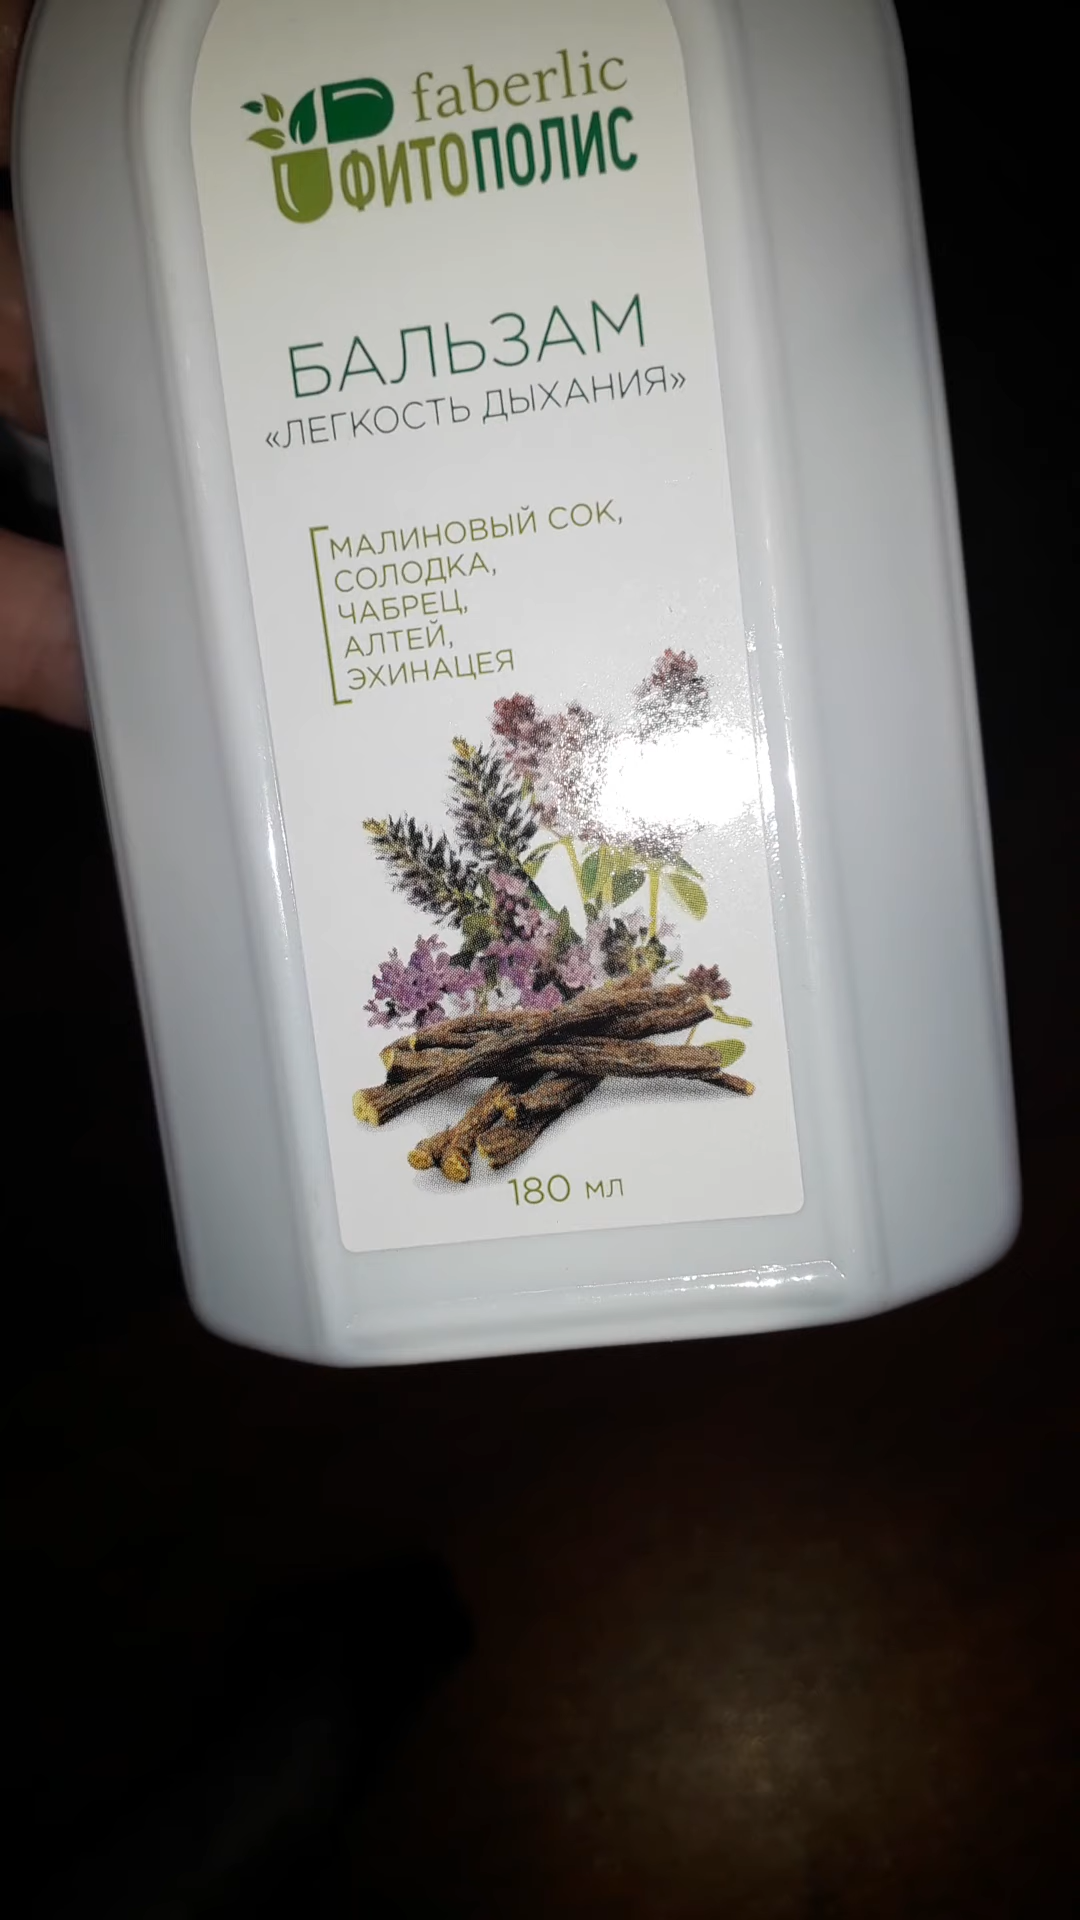 faberlic
ФИТОПОЛИС
БАЛЬЗАМ
«ЛЕГКОСТЬ ДЫХАНИЯ»
МАЛИНОВЫЙ СОК,
СОЛОДКА,
ЧАБРЕЦ,
АЛТЕЙ,
ЭХИНАЦЕЯ
180 мл